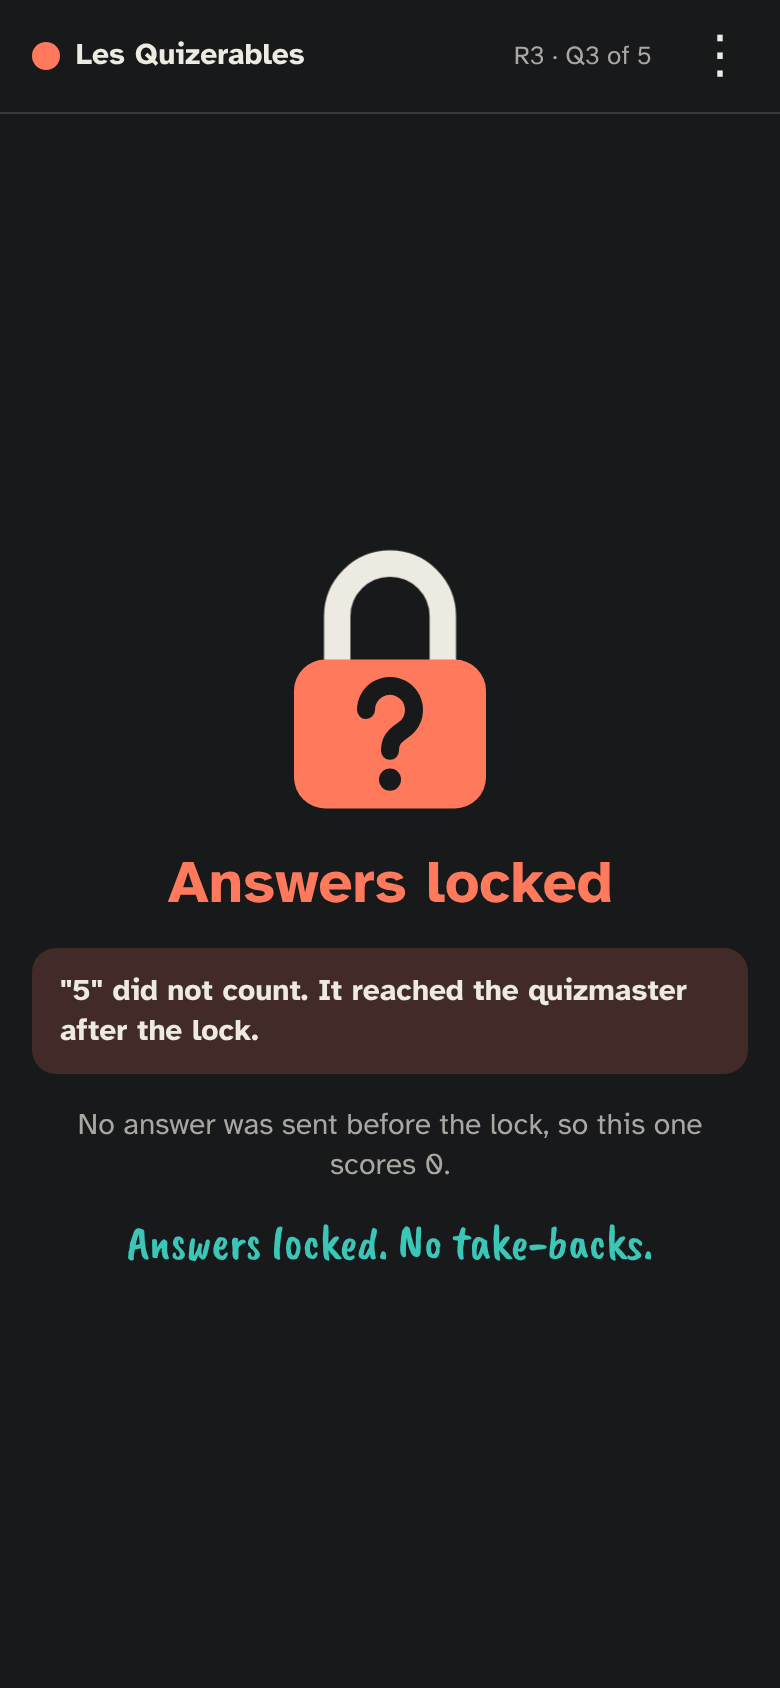 Les Quizerables
R3 · Q3 of 5
?
Answers locked
"5" did not count. It reached the quizmaster
after the lock.
No answer was sent before the lock, so this one
scores 0.
Answers locked. No take-backs.